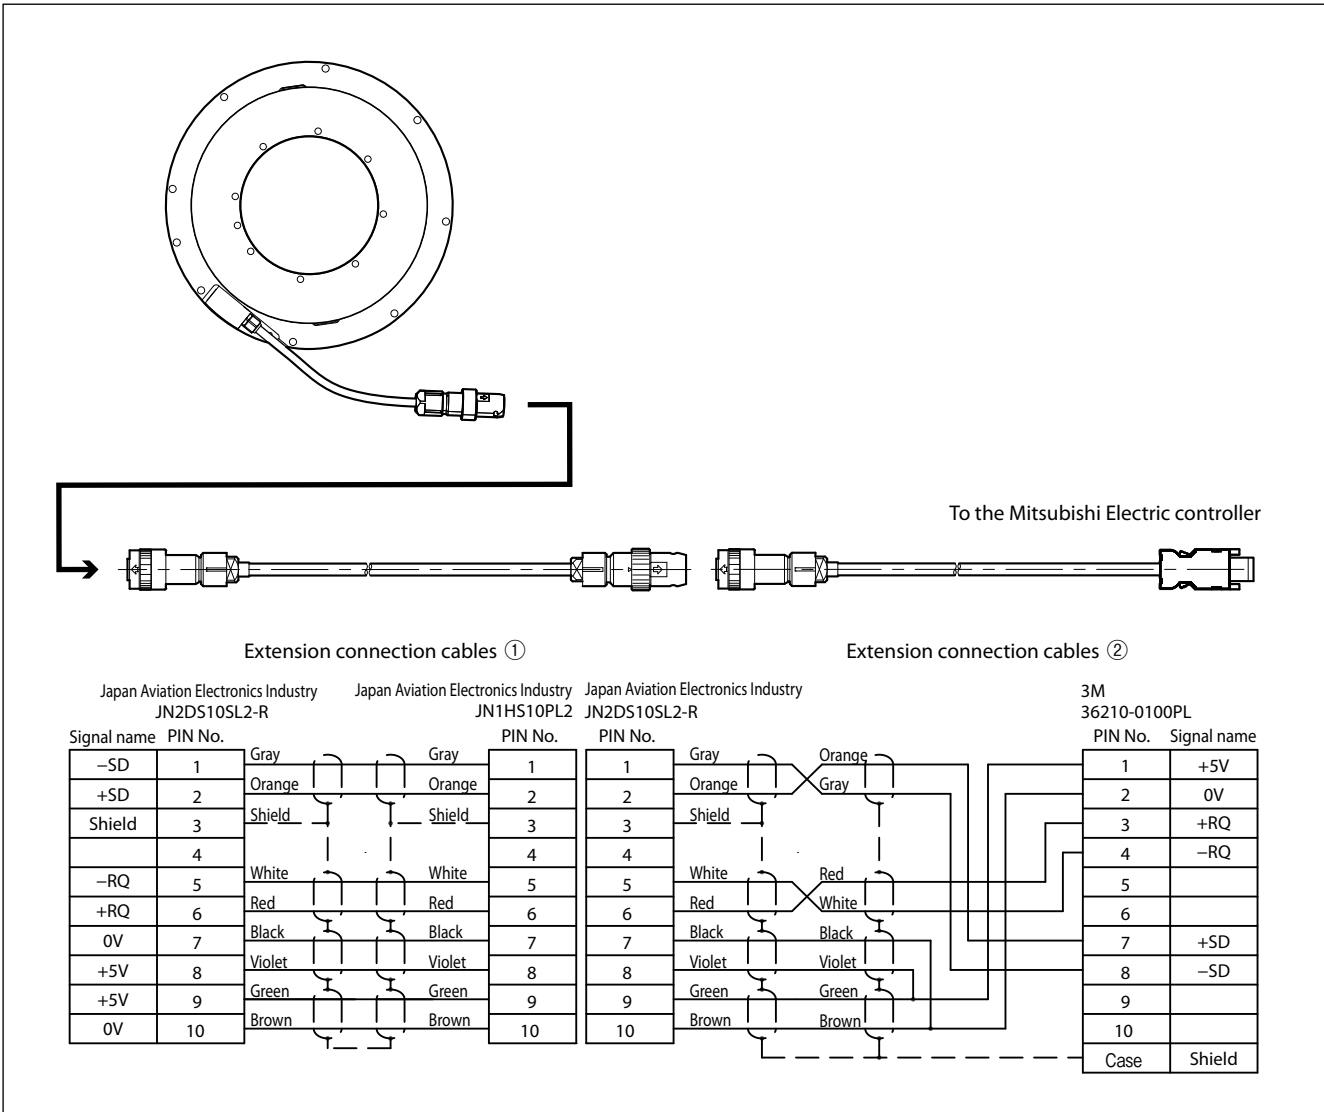 To the Mitsubishi Electric controller
Extension connection cables ①
Extension connection cables ②
Japan Aviation Electronics Industry
JN2DS10SL2-R
Japan Aviation Electronics Industry
JN1HS10PL2
Japan Aviation Electronics Industry
JN2DS10SL2-R
3M
36210-0100PL
Signal name PIN No. PIN No. PIN No. PIN No. Signal name
−SD 1 Gray Gray 1 1 Gray Orange 1 +5V
+SD 2 Orange Orange 2 2 Orange Gray 2 0V
Shield 3 Shield Shield 3 3 Shield 3 +RQ
4 4 4 4 −RQ
−RQ 5 White White 5 5 White Red 5
+RQ 6 Red Red 6 6 Red White 6
0V 7 Black Black 7 7 Black Black 7 +SD
+5V 8 Violet Violet 8 8 Violet Violet 8 −SD
+5V 9 Green Green 9 9 Green Green 9
0V 10 Brown Brown 10 10 Brown Brown 10
Case Shield